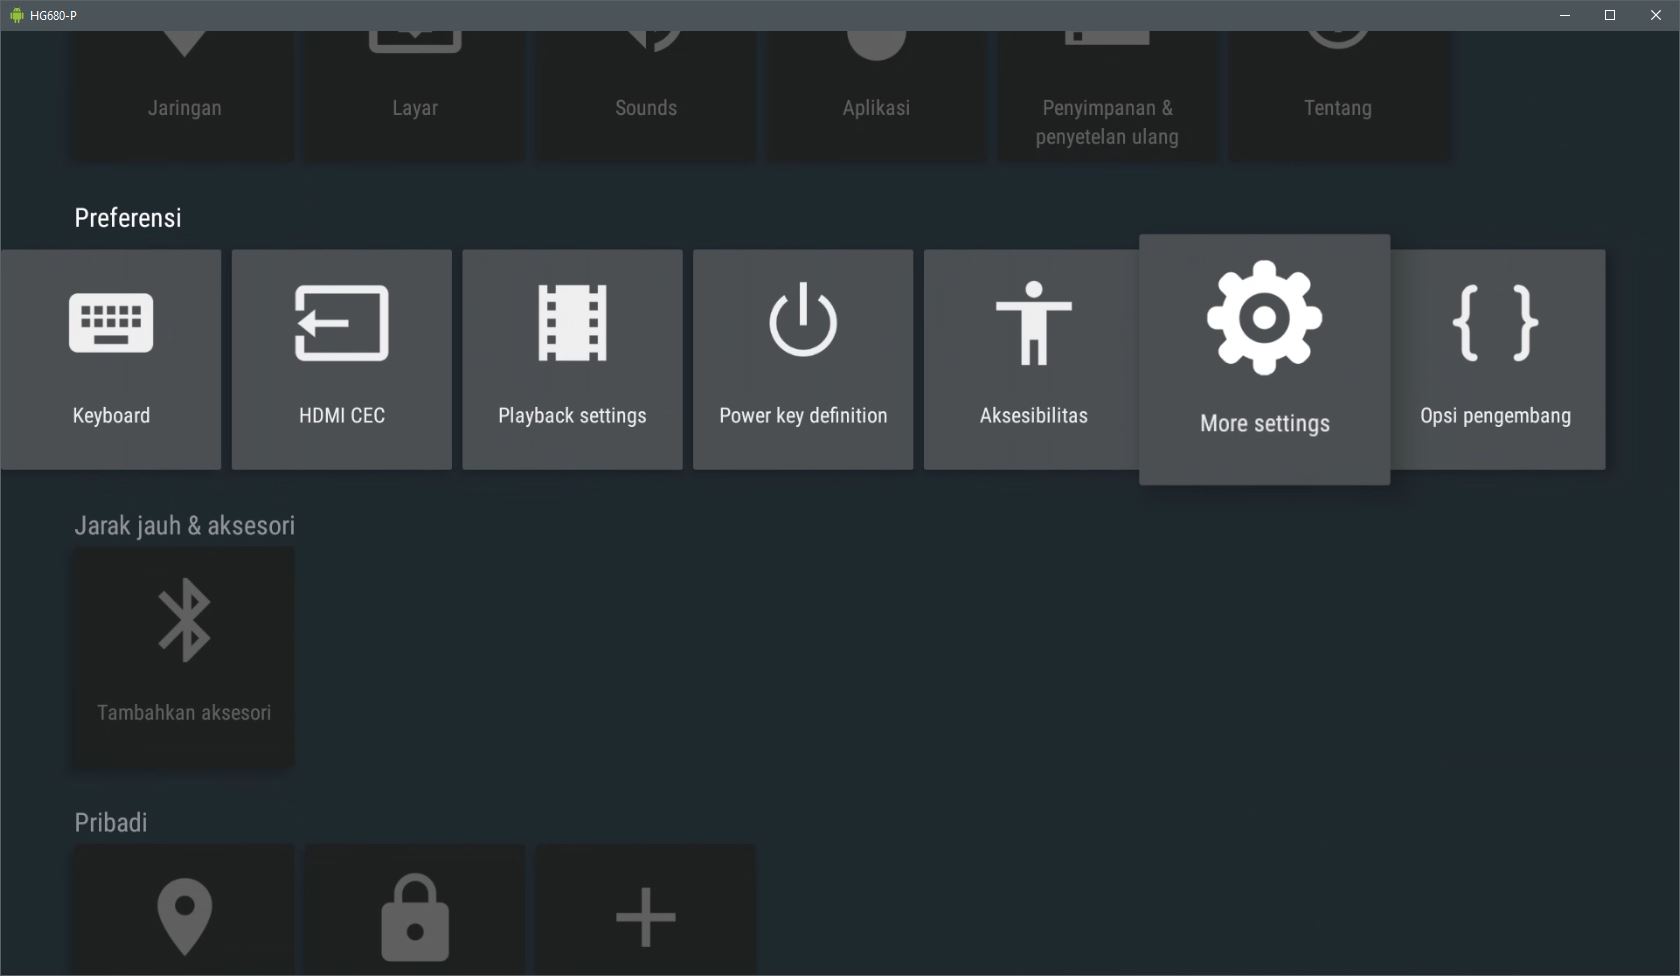 HG680-P
Jaringan
Layar
Sounds
Aplikasi
Penyimpanan &
penyetelan ulang
Tentang
Preferensi
Keyboard
HDMI CEC
Playback settings
Power key definition
Aksesibilitas
More settings
Opsi pengembang
Jarak jauh & aksesori
Tambahkan aksesori
Pribadi